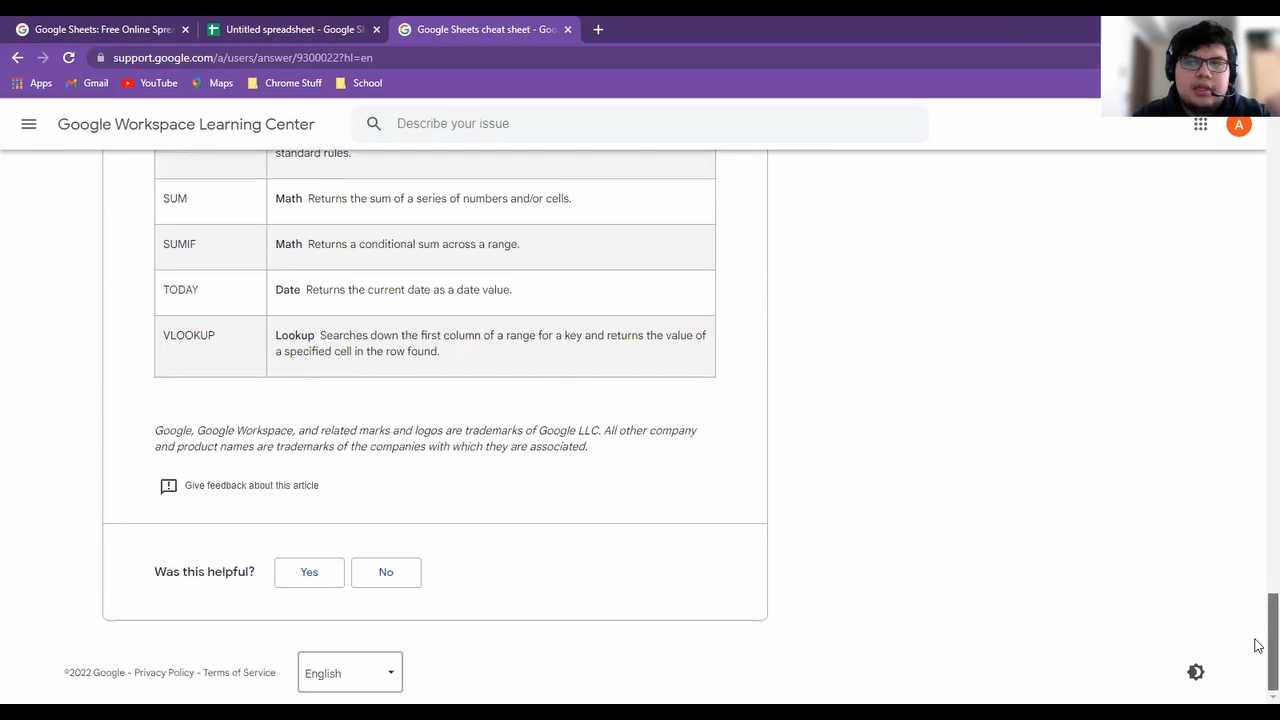 Google Sheets: Free Online Sprea
Untitled spreadsheet - Google Sh
Google Sheets cheat sheet - Goo
support.google.com/a/users/answer/9300022?hl=en
Apps Gmail YouTube Maps Chrome Stuff School
Google Workspace Learning Center
Describe your issue
A
standard rules.
SUM
Math Returns the sum of a series of numbers and/or cells.
SUMIF
Math Returns a conditional sum across a range.
TODAY
Date Returns the current date as a date value.
VLOOKUP
Lookup Searches down the first column of a range for a key and returns the value of
a specified cell in the row found.
Google, Google Workspace, and related marks and logos are trademarks of Google LLC. All other company
and product names are trademarks of the companies with which they are associated.
Give feedback about this article
Was this helpful?
Yes
No
©2022 Google - Privacy Policy - Terms of Service
English